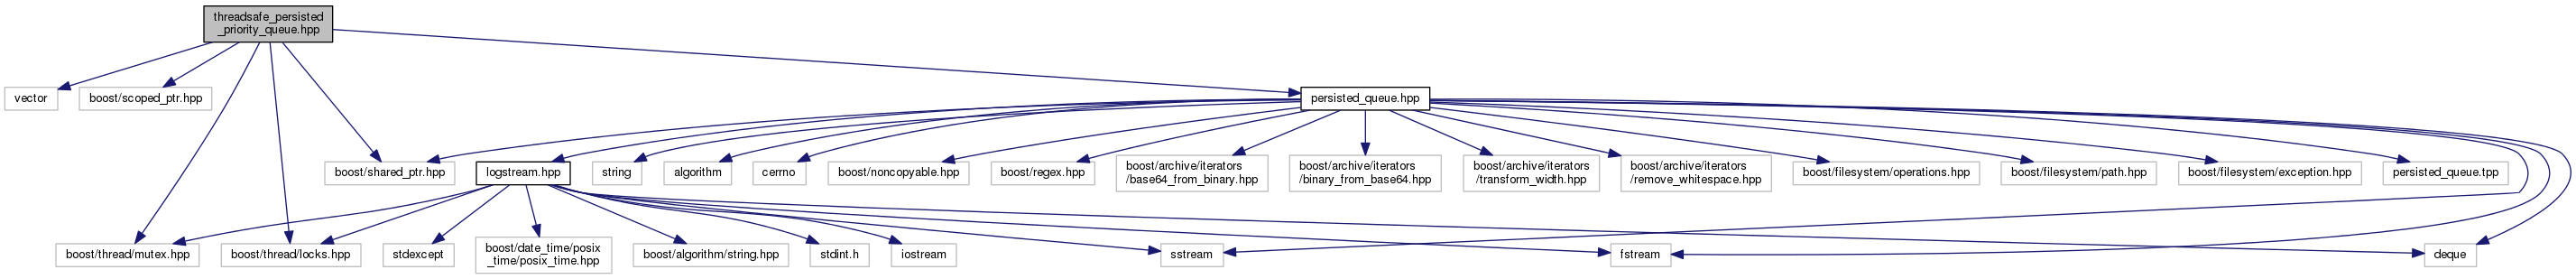 threadsafe_persisted
_priority_queue.hpp
vector
boost/scoped_ptr.hpp
persisted_queue.hpp
boost/shared_ptr.hpp
logstream.hpp
string
algorithm
cerrno
boost/noncopyable.hpp
boost/regex.hpp
boost/archive/iterators
/base64_from_binary.hpp
boost/archive/iterators
/binary_from_base64.hpp
boost/archive/iterators
/transform_width.hpp
boost/archive/iterators
/remove_whitespace.hpp
boost/filesystem/operations.hpp
boost/filesystem/path.hpp
boost/filesystem/exception.hpp
persisted_queue.tpp
boost/thread/mutex.hpp
boost/thread/locks.hpp
stdexcept
boost/date_time/posix
_time/posix_time.hpp
boost/algorithm/string.hpp
stdint.h
iostream
sstream
fstream
deque